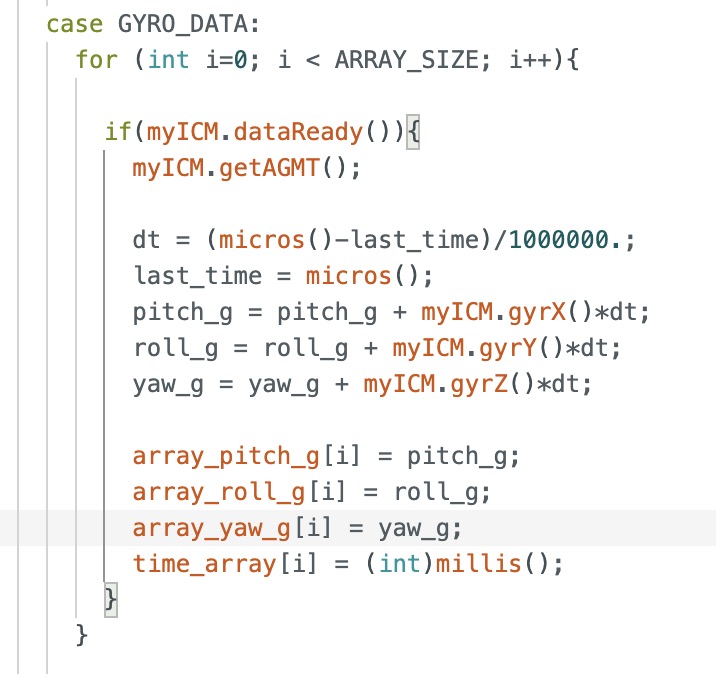 case GYRO_DATA:
for (int i=0; i < ARRAY_SIZE; i++){
if(myICM.dataReady()){
myICM.getAGMT();
dt = (micros()-last_time)/1000000.;
last_time = micros();
pitch_g = pitch_g + myICM.gyrX()*dt;
roll_g = roll_g + myICM.gyrY()*dt;
yaw_g = yaw_g + myICM.gyrZ()*dt;
array_pitch_g[i] = pitch_g;
array_roll_g[i] = roll_g;
array_yaw_g[i] = yaw_g;
time_array[i] = (int)millis();
}
}